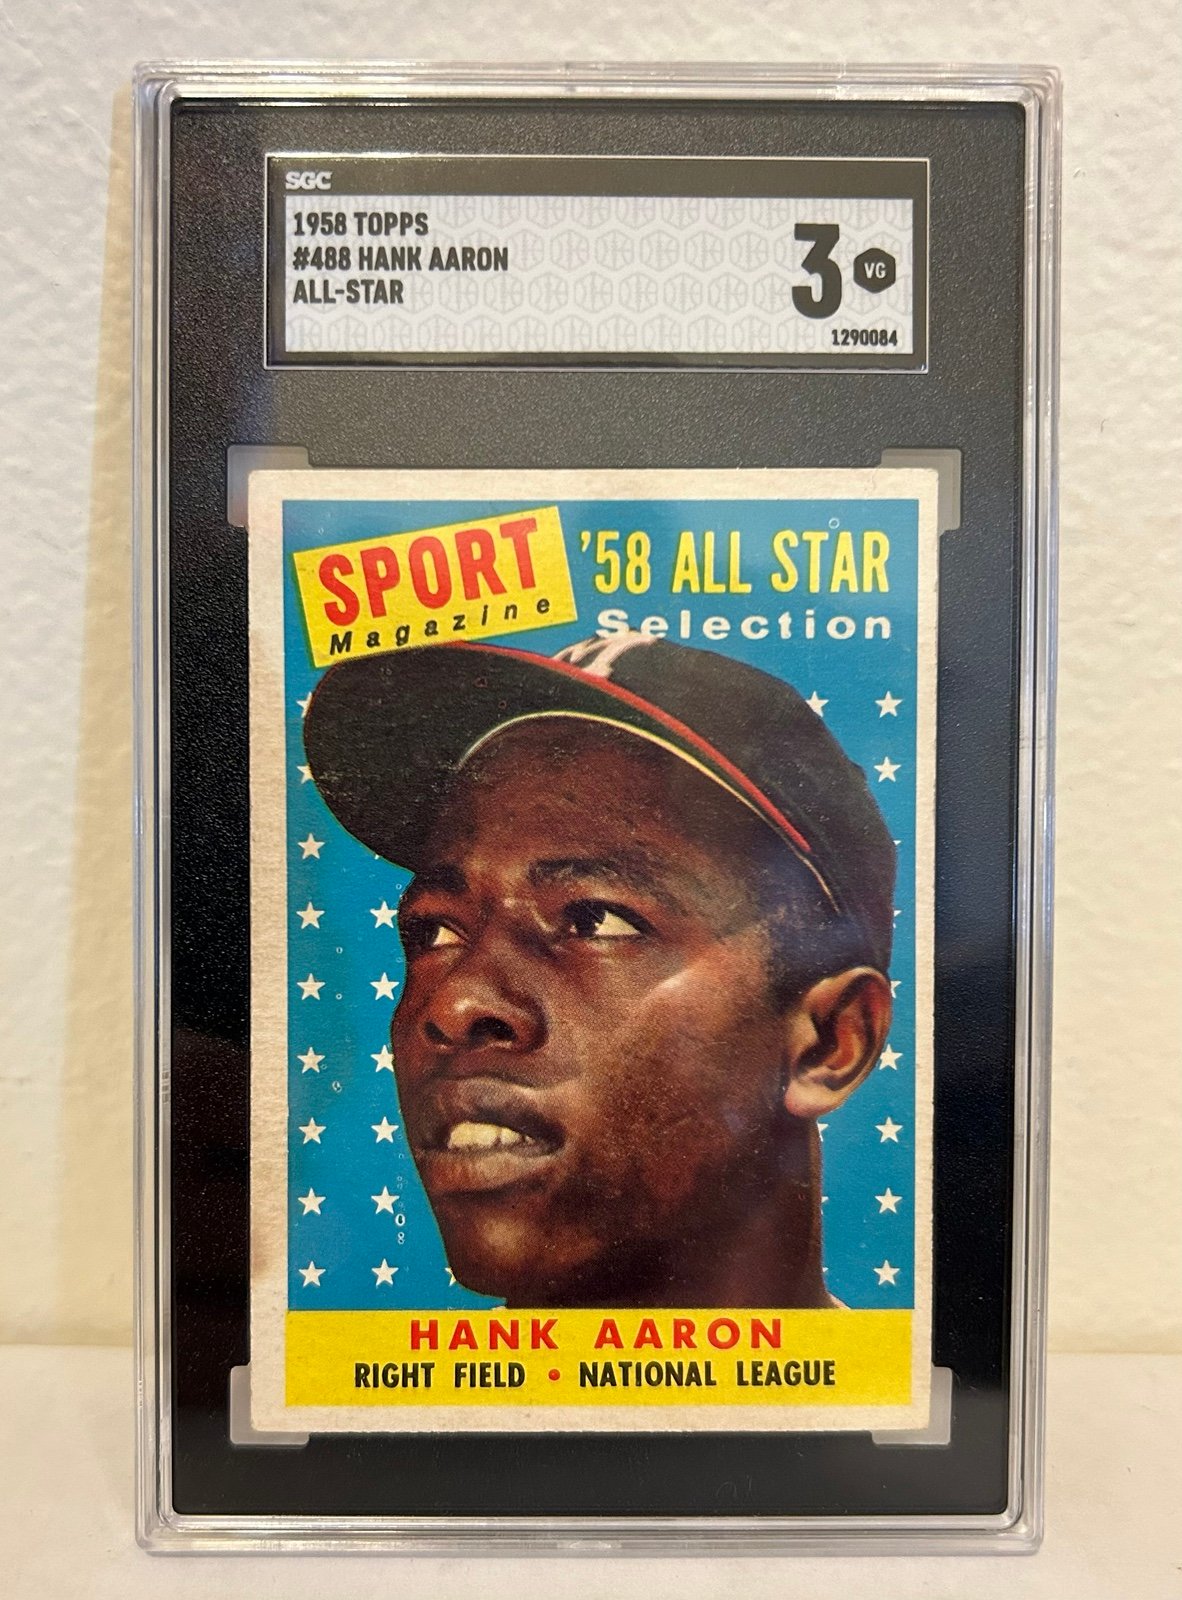 SGC
1958 TOPPS
#488 HANK AARON
ALL-STAR
3 VG
1290084
SPORT
Magazine
'58 ALL STAR
Selection
M
HANK AARON
RIGHT FIELD • NATIONAL LEAGUE